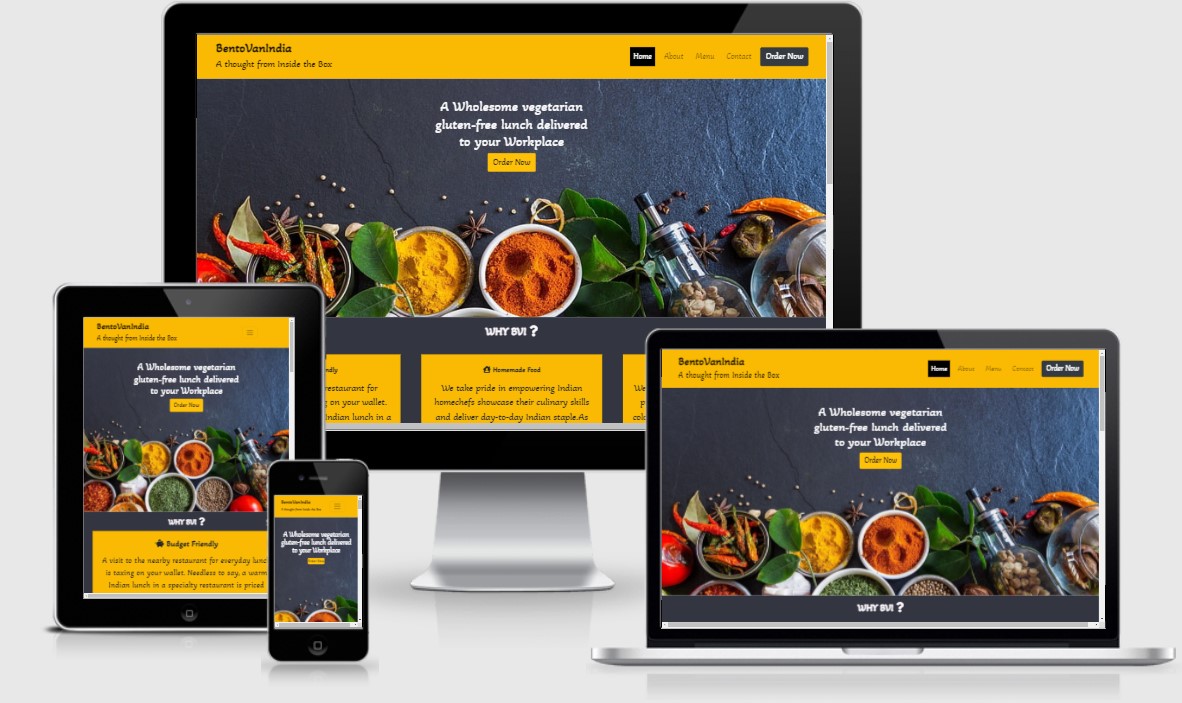 BentoVanIndia
A thought from Inside the Box
Home About Menu Contact Order Now
A Wholesome vegetarian
gluten-free lunch delivered
to your Workplace
Order Now
WHY BVI ?
Homemade Food
restaurant for
on your wallet.
Indian lunch in a
We take pride in empowering Indian
homechefs showcase their culinary skills
and deliver day-to-day Indian staple.As
BentoVanIndia
A thought from Inside the Box
A Wholesome vegetarian
gluten-free lunch delivered
to your Workplace
Order Now
WHY BVI ?
Budget Friendly
A visit to the nearby restaurant for everyday lunc
is taxing on your wallet. Needless to say, a warm
Indian lunch in a specialty restaurant is priced
BentoVanIndia
A thought from Inside the Box
A Wholesome vegetarian
gluten-free lunch delivered
to your Workplace
Order Now
BentoVanIndia
A thought from Inside the Box
Home About Menu Contact Order Now
A Wholesome vegetarian
gluten-free lunch delivered
to your Workplace
Order Now
WHY BVI ?